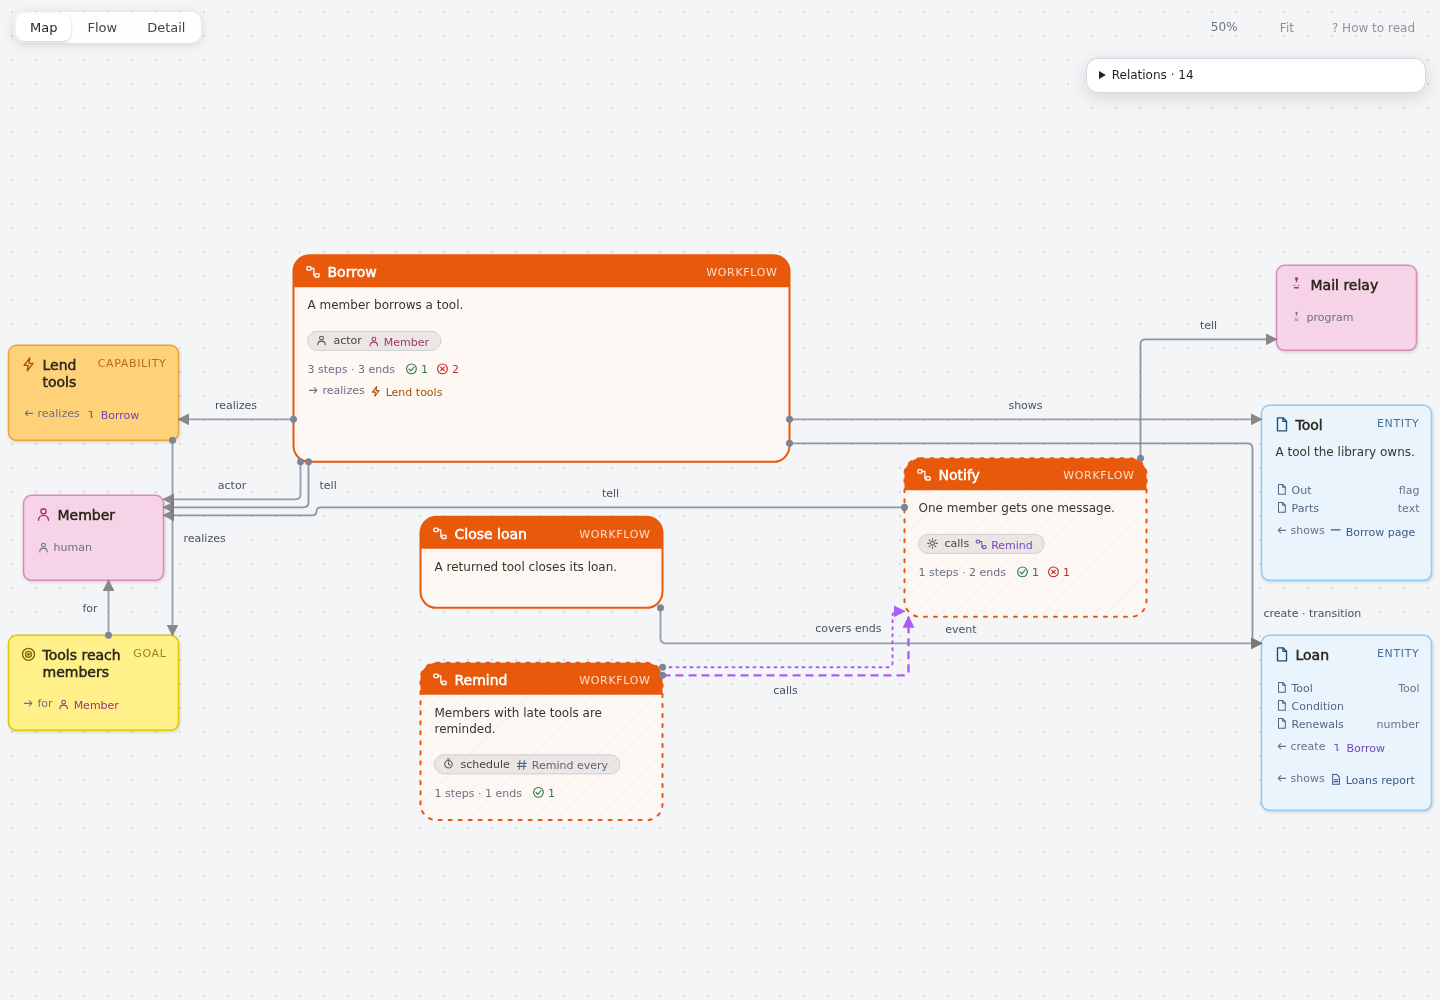 Map Flow Detail
50% Fit ? How to read
Relations · 14
Borrow WORKFLOW
A member borrows a tool.
actor Member
3 steps · 3 ends 1 2
→ realizes Lend tools
Mail relay
program
tell
Lend tools CAPABILITY
← realizes Borrow
realizes
shows
Tool ENTITY
A tool the library owns.
Out flag
Parts text
← shows Borrow page
actor
tell
tell
Member
human
realizes
Notify WORKFLOW
One member gets one message.
calls Remind
1 steps · 2 ends 1 1
Close loan WORKFLOW
A returned tool closes its loan.
for
covers ends
event
create · transition
Tools reach members GOAL
→ for Member
Remind WORKFLOW
Members with late tools are
reminded.
schedule Remind every
1 steps · 1 ends 1
calls
Loan ENTITY
Tool Tool
Condition
Renewals number
← create Borrow
← shows Loans report